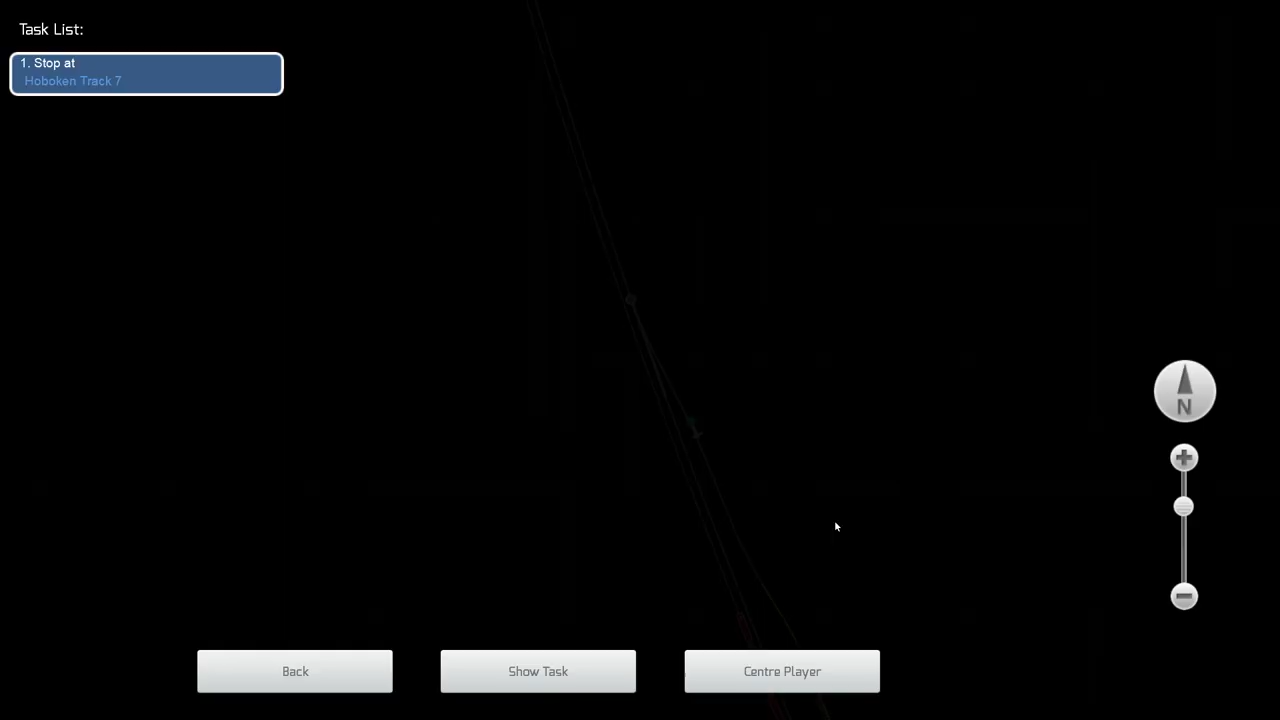 Task List:
1. Stop at
Hoboken Track 7
N
Back
Show Task
Centre Player